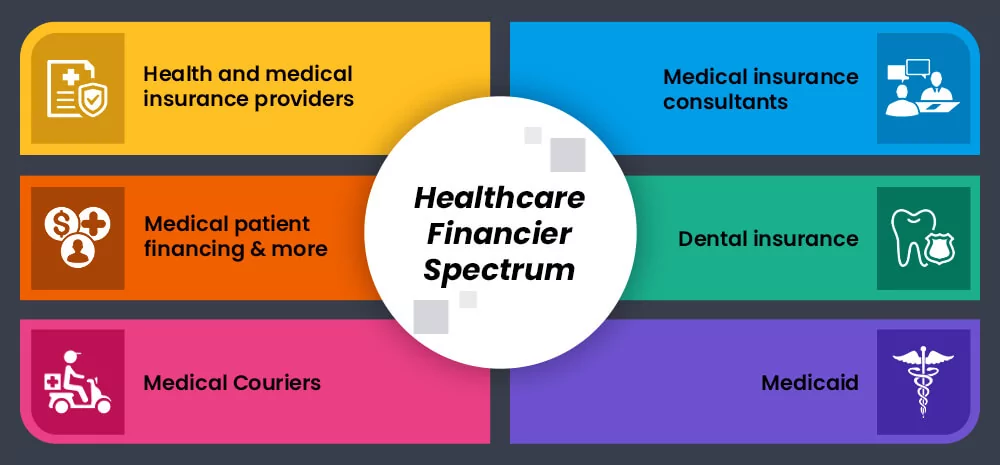 Health and medical
insurance providers
Medical insurance
consultants
Healthcare
Financier
Spectrum
Medical patient
financing & more
Dental insurance
Medical Couriers
Medicaid
$